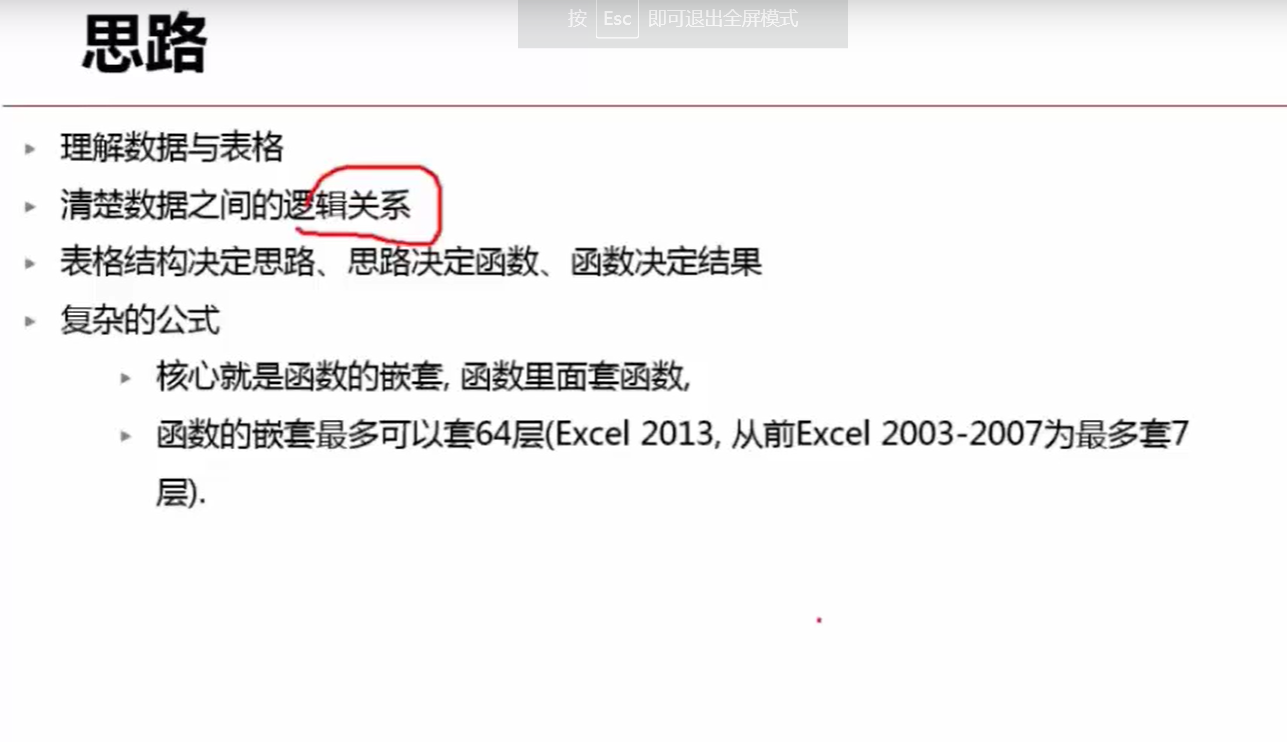 按 Esc 即可退出全屏模式
思路
理解数据与表格
清楚数据之间的逻辑关系
表格结构决定思路、思路决定函数、函数决定结果
复杂的公式
核心就是函数的嵌套, 函数里面套函数,
函数的嵌套最多可以套64层(Excel 2013, 从前Excel 2003-2007为最多套7
层).